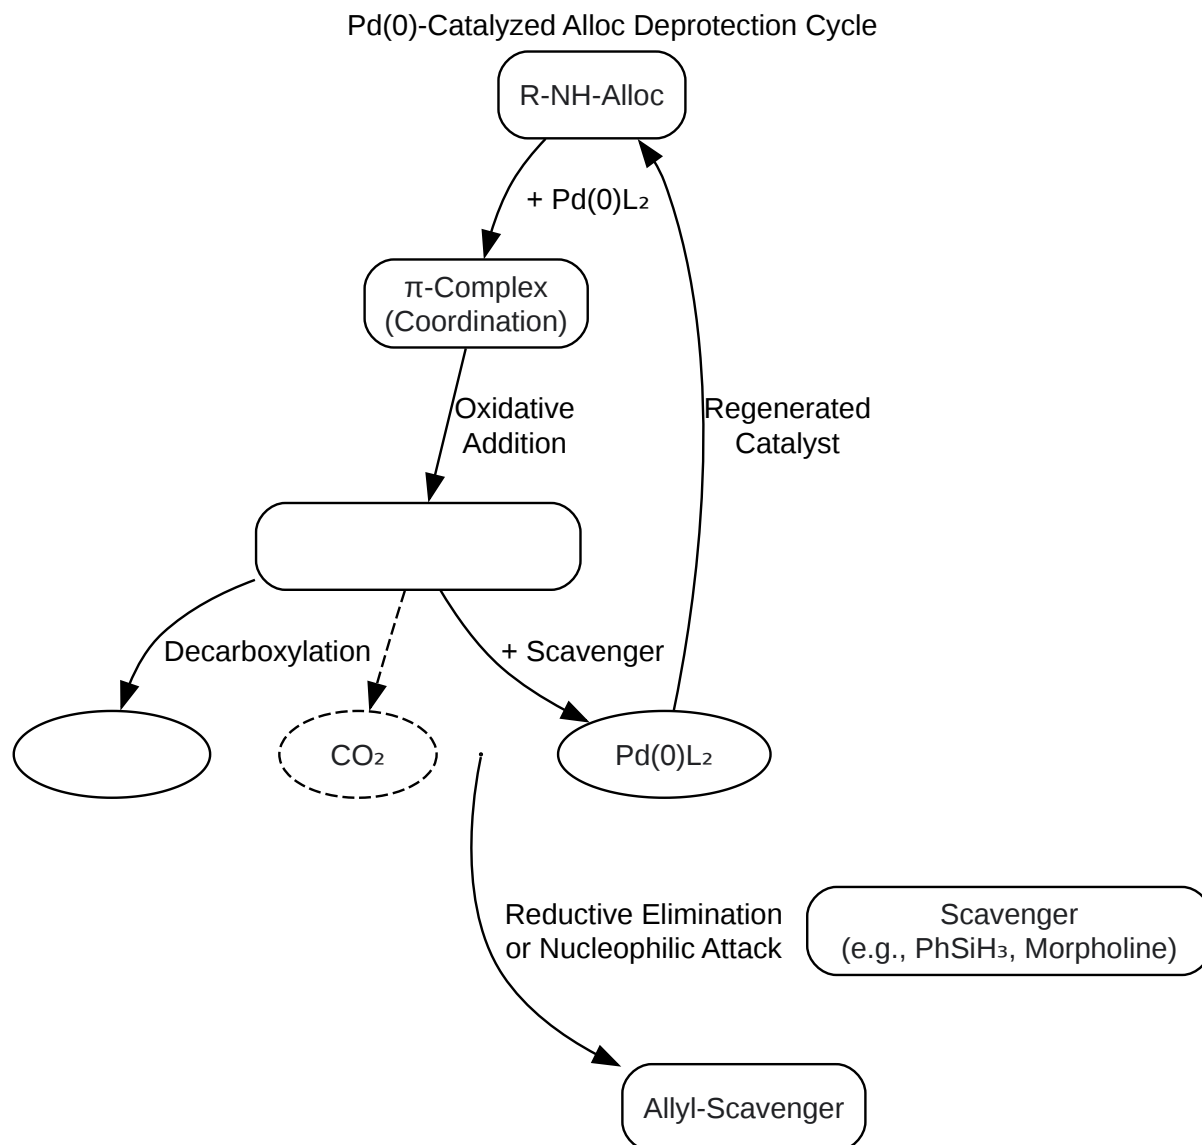 Pd(0)-Catalyzed Alloc Deprotection Cycle
R-NH-Alloc
+ Pd(0)L₂
π-Complex
(Coordination)
Oxidative
Addition
Regenerated
Catalyst
Decarboxylation
+ Scavenger
CO₂
Pd(0)L₂
Reductive Elimination
or Nucleophilic Attack
Scavenger
(e.g., PhSiH₃, Morpholine)
Allyl-Scavenger